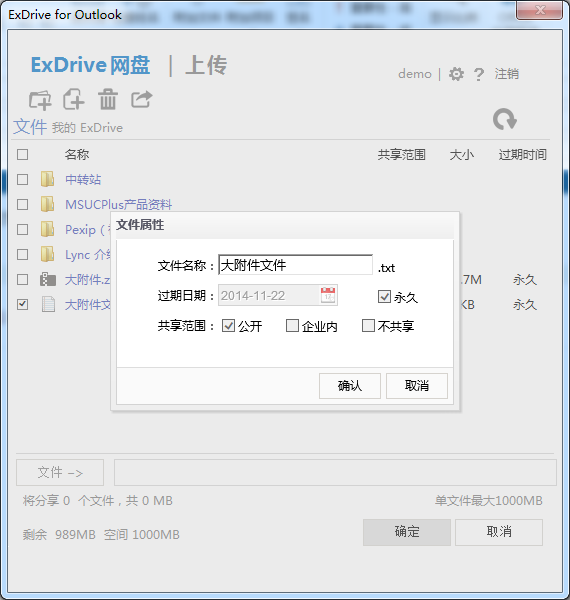 ExDrive for Outlook
ExDrive网盘 | 上传
demo | ? 注销
文件 我的 ExDrive
名称 共享范围 大小 过期时间
中转站
MSUCPlus产品资料
Pexip
Lync 介
大附件.z .7M 永久
大附件文 KB 永久
文件属性
文件名称： 大附件文件 .txt
过期日期： 2014-11-22 永久
共享范围： 公开 企业内 不共享
确认 取消
文件 -->
将分享 0 个文件，共 0 MB 单文件最大1000MB
剩余 989MB 空间 1000MB 确定 取消